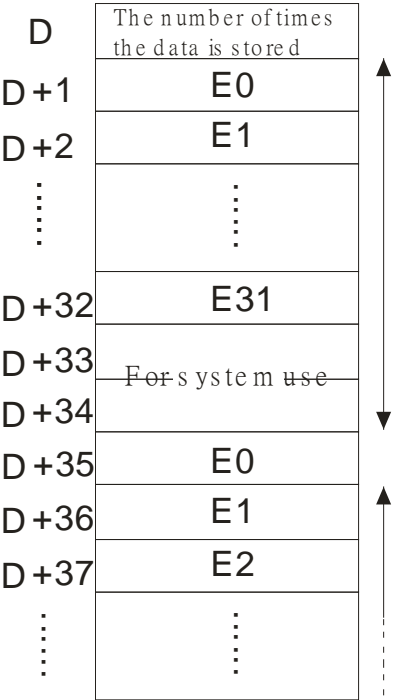 D
The number of times
the data is stored
D+1 E0
D+2 E1
D+32 E31
D+33
For system use
D+34
D+35 E0
D+36 E1
D+37 E2